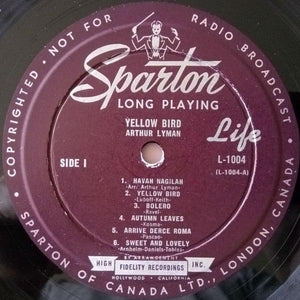 COPYRIGHTED · NOT FOR RADIO BROADCAST
Sparton
LONG PLAYING
YELLOW BIRD
ARTHUR LYMAN
Life
SIDE I
L-1004
(L-1004-A)
1. HAVAH NAGILAH
-Arr. Arthur Lyman-
2. YELLOW BIRD
-Luboff-Keith-
3. BOLERO
-Ravel-
4. AUTUMN LEAVES
-Kosma-
5. ARRIVE DERCE ROMA
-Pascoe-
6. SWEET AND LOVELY
-Arnheim-Daniels-Tobias-
BY ARRANGEMENT
HIGH FIDELITY RECORDINGS INC.
HOLLYWOOD · CALIFORNIA
SPARTON OF CANADA LTD., LONDON, CANADA